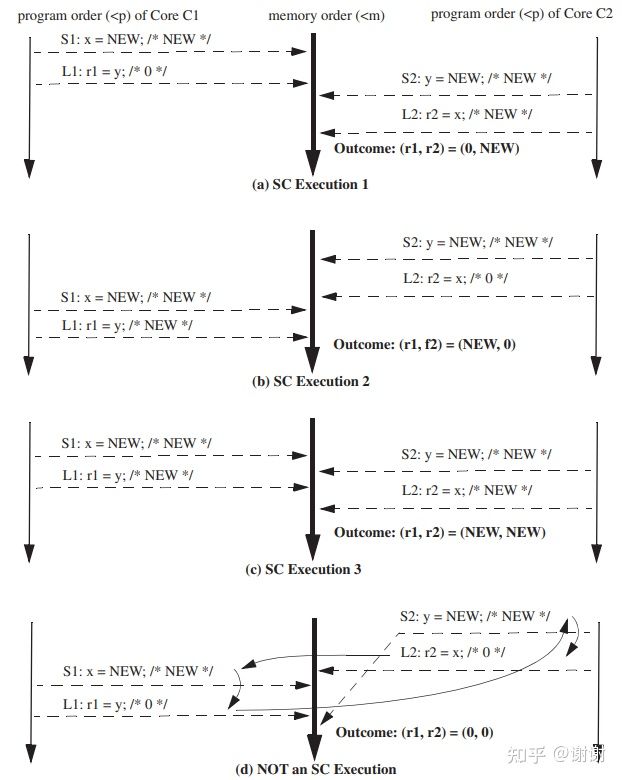 program order (<p) of Core C1 memory order (<m) program order (<p) of Core C2
S1: x = NEW; /* NEW */
L1: r1 = y; /* 0 */
S2: y = NEW; /* NEW */
L2: r2 = x; /* NEW */
Outcome: (r1, r2) = (0, NEW)
(a) SC Execution 1
S2: y = NEW; /* NEW */
L2: r2 = x; /* 0 */
S1: x = NEW; /* NEW */
L1: r1 = y; /* NEW */
Outcome: (r1, f2) = (NEW, 0)
(b) SC Execution 2
S1: x = NEW; /* NEW */
S2: y = NEW; /* NEW */
L1: r1 = y; /* NEW */
L2: r2 = x; /* NEW */
Outcome: (r1, r2) = (NEW, NEW)
(c) SC Execution 3
S2: y = NEW; /* NEW */
L2: r2 = x; /* 0 */
S1: x = NEW; /* NEW */
L1: r1 = y; /* 0 */
Outcome: (r1, r2) = (0, 0)
(d) NOT an SC Execution
知乎 @谢谢